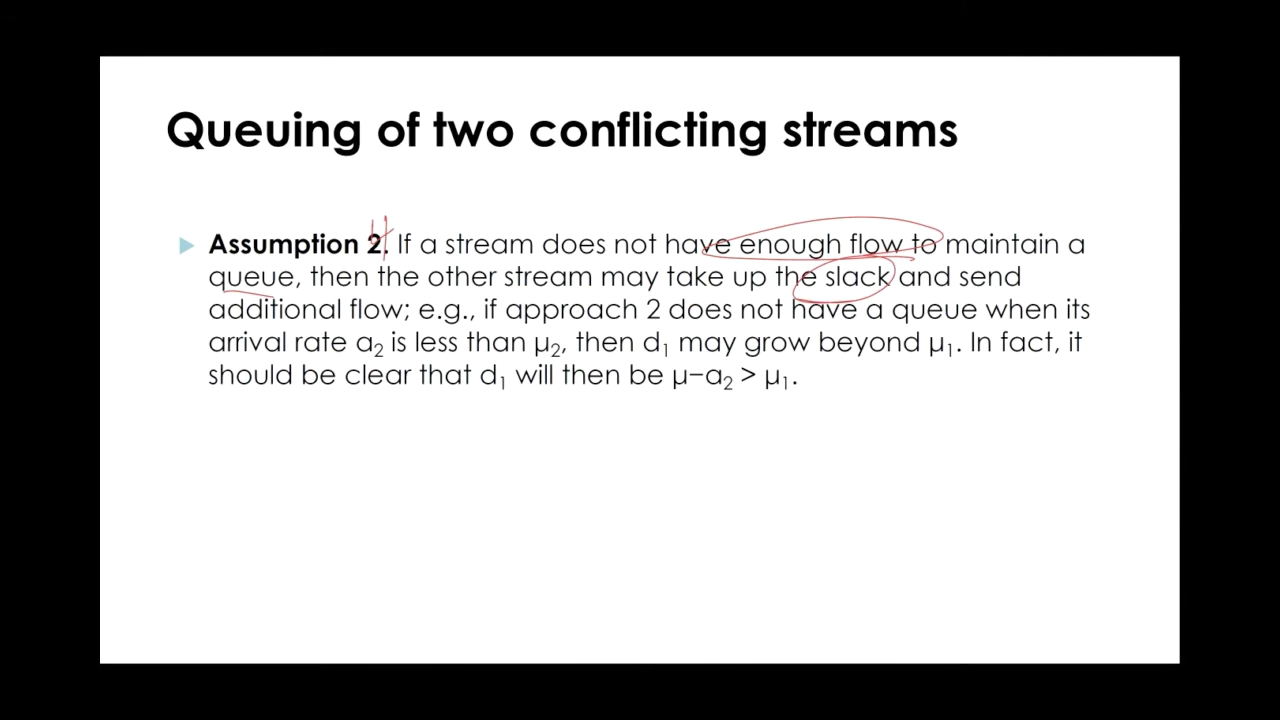 Queuing of two conflicting streams
Assumption 2. If a stream does not have enough flow to maintain a
queue, then the other stream may take up the slack and send
additional flow; e.g., if approach 2 does not have a queue when its
arrival rate a₂ is less than μ₂, then d₁ may grow beyond μ₁. In fact, it
should be clear that d₁ will then be μ−a₂ > μ₁.